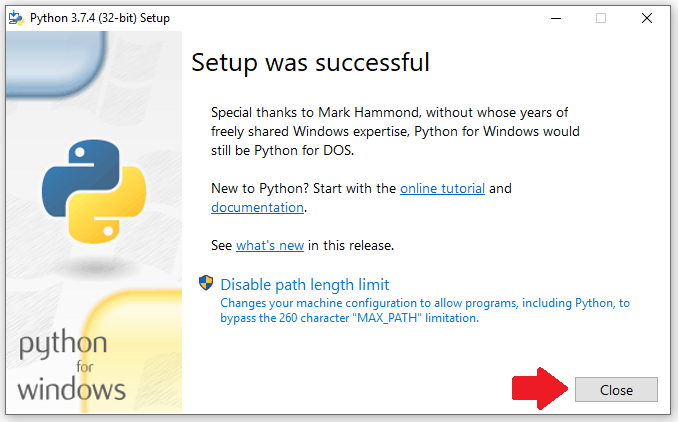 Python 3.7.4 (32-bit) Setup
Setup was successful
Special thanks to Mark Hammond, without whose years of
freely shared Windows expertise, Python for Windows would
still be Python for DOS.
New to Python? Start with the online tutorial and
documentation.
See what's new in this release.
Disable path length limit
Changes your machine configuration to allow programs, including Python, to
bypass the 260 character "MAX_PATH" limitation.
python
for
windows
Close